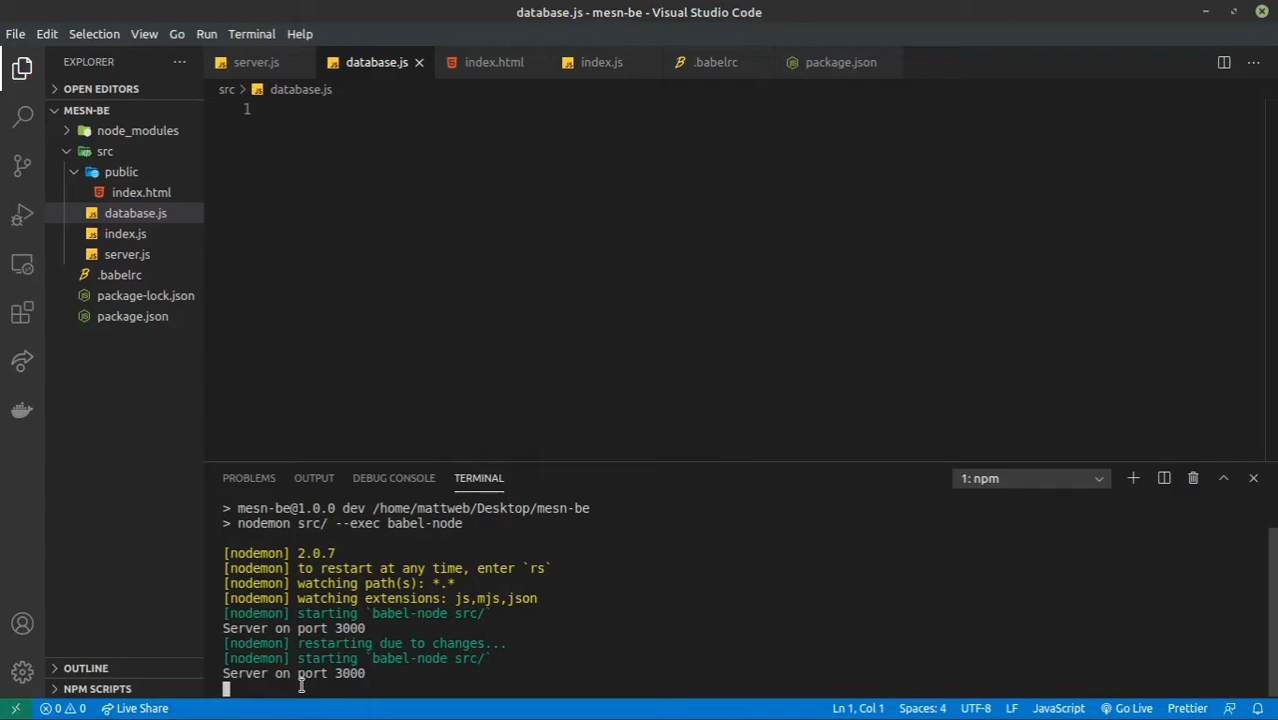 database.js - mesn-be - Visual Studio Code
File Edit Selection View Go Run Terminal Help
EXPLORER
server.js database.js index.html index.js .babelrc package.json
OPEN EDITORS
src > database.js
MESN-BE
1
node_modules
src
public
index.html
database.js
index.js
server.js
.babelrc
package-lock.json
package.json
PROBLEMS OUTPUT DEBUG CONSOLE TERMINAL 1: npm
> mesn-be@1.0.0 dev /home/mattweb/Desktop/mesn-be
> nodemon src/ --exec babel-node
[nodemon] 2.0.7
[nodemon] to restart at any time, enter `rs`
[nodemon] watching path(s): *.*
[nodemon] watching extensions: js,mjs,json
[nodemon] starting `babel-node src/`
Server on port 3000
[nodemon] restarting due to changes...
[nodemon] starting `babel-node src/`
Server on port 3000
OUTLINE
NPM SCRIPTS
0 0 Live Share Ln 1, Col 1 Spaces: 4 UTF-8 LF JavaScript Go Live Prettier